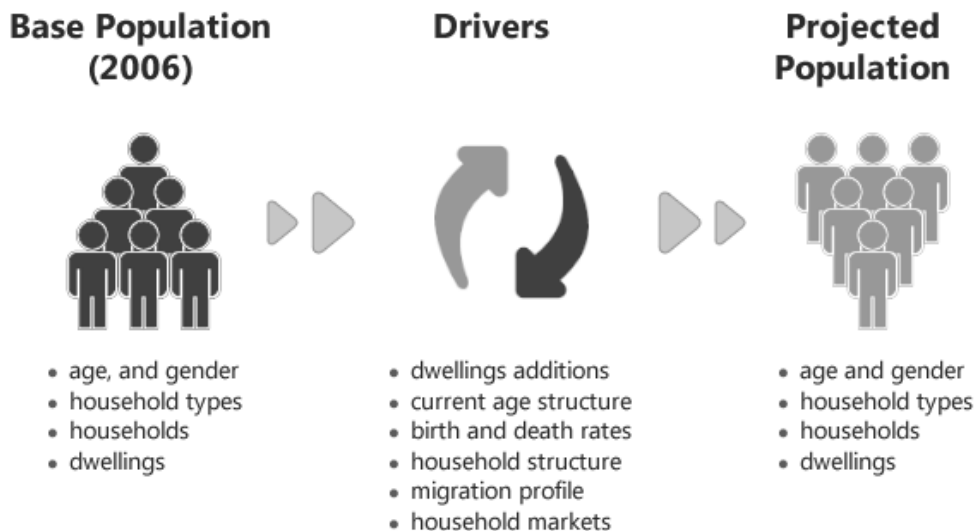 Base Population
(2006)
Drivers
Projected
Population
• age, and gender
• household types
• households
• dwellings
• dwellings additions
• current age structure
• birth and death rates
• household structure
• migration profile
• household markets
• age and gender
• household types
• households
• dwellings